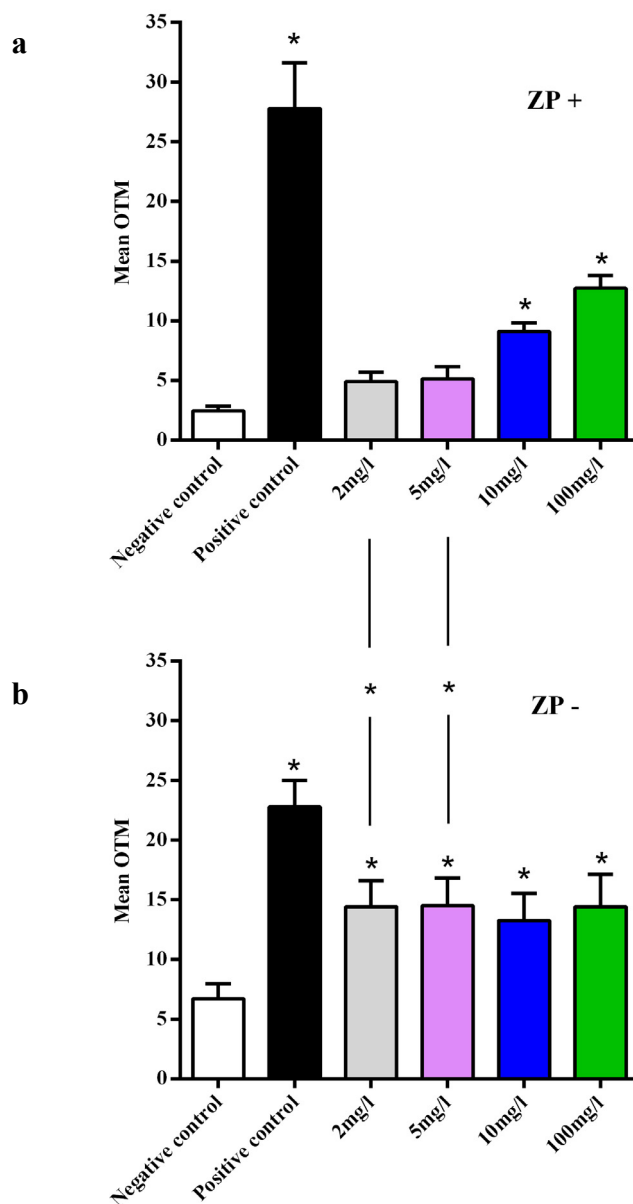 a
35
30
25
20
15
10
5
0
Mean OTM
ZP +
*
*
*
Negative control
Positive control
2mg/l
5mg/l
10mg/l
100mg/l
*
*
b
35
30
25
20
15
10
5
0
Mean OTM
ZP -
*
*
*
*
*
Negative control
Positive control
2mg/l
5mg/l
10mg/l
100mg/l